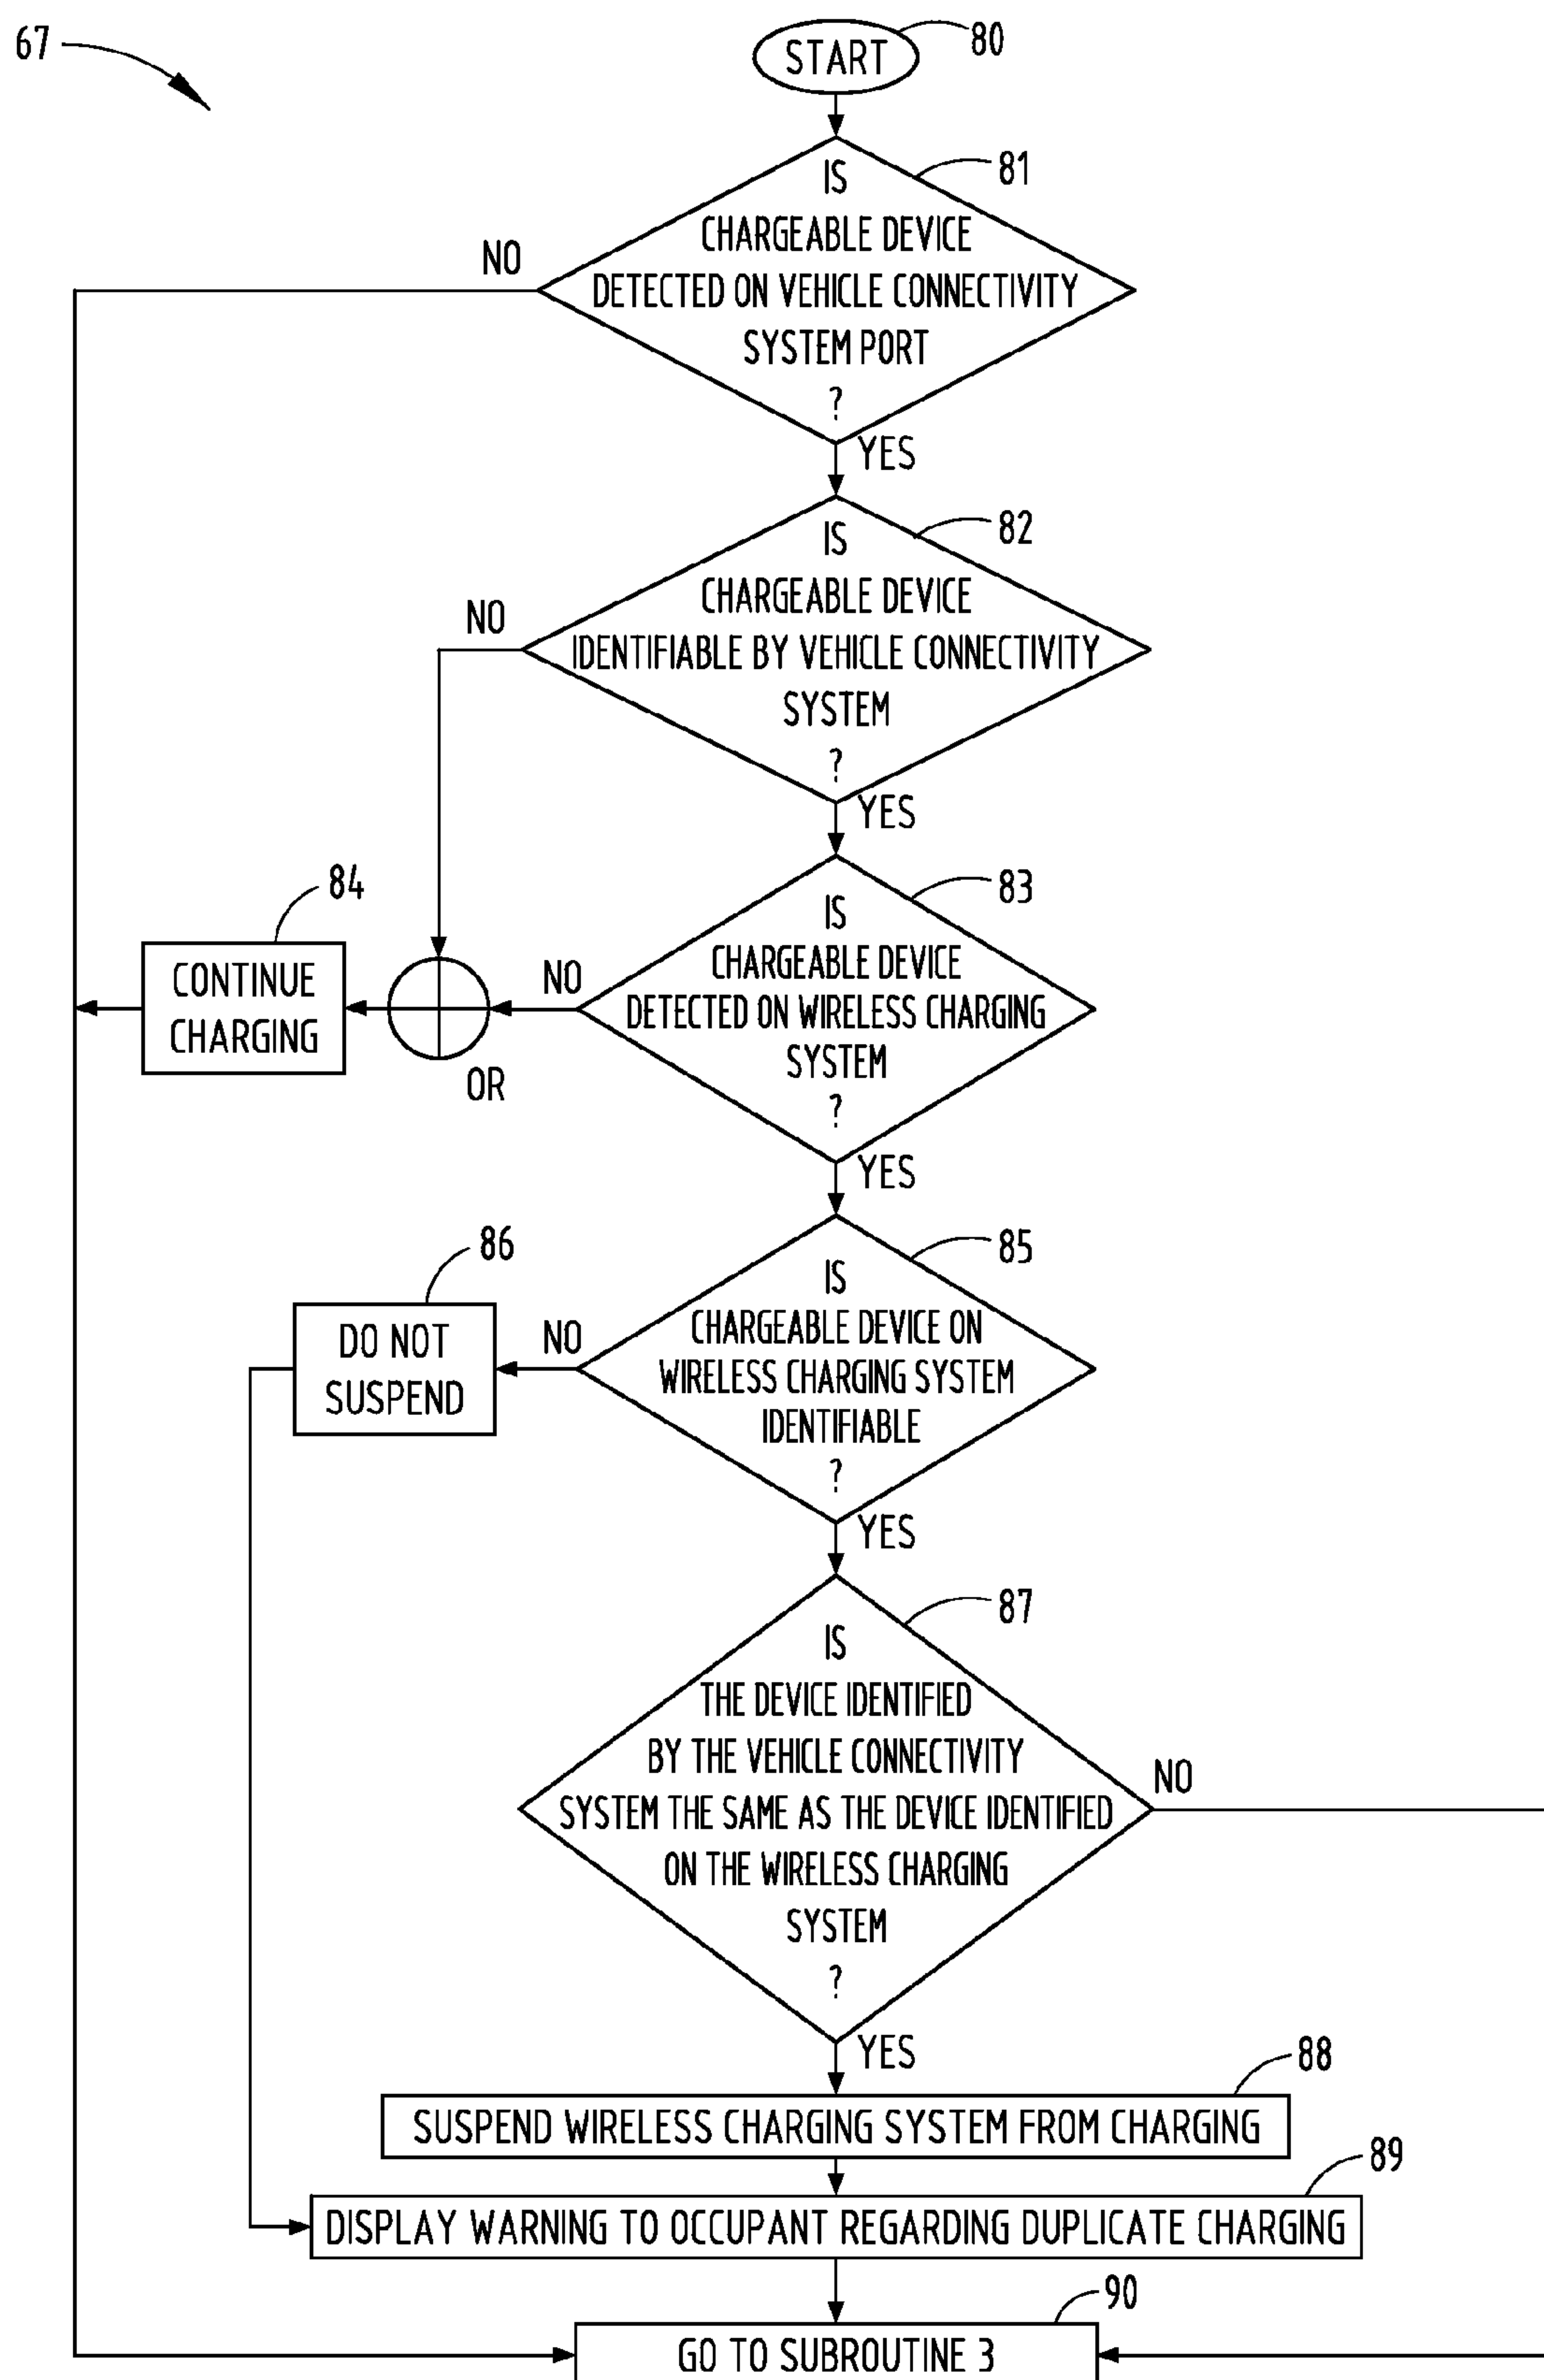 67
START
80
IS
CHARGEABLE DEVICE
DETECTED ON VEHICLE CONNECTIVITY
SYSTEM PORT
?
81
NO
YES
IS
CHARGEABLE DEVICE
IDENTIFIABLE BY VEHICLE CONNECTIVITY
SYSTEM
?
82
NO
YES
IS
CHARGEABLE DEVICE
DETECTED ON WIRELESS CHARGING
SYSTEM
?
83
NO
OR
84
CONTINUE
CHARGING
YES
IS
CHARGEABLE DEVICE ON
WIRELESS CHARGING SYSTEM
IDENTIFIABLE
?
85
NO
86
DO NOT
SUSPEND
YES
IS
THE DEVICE IDENTIFIED
BY THE VEHICLE CONNECTIVITY
SYSTEM THE SAME AS THE DEVICE IDENTIFIED
ON THE WIRELESS CHARGING
SYSTEM
?
87
NO
YES
88
SUSPEND WIRELESS CHARGING SYSTEM FROM CHARGING
89
DISPLAY WARNING TO OCCUPANT REGARDING DUPLICATE CHARGING
90
GO TO SUBROUTINE 3